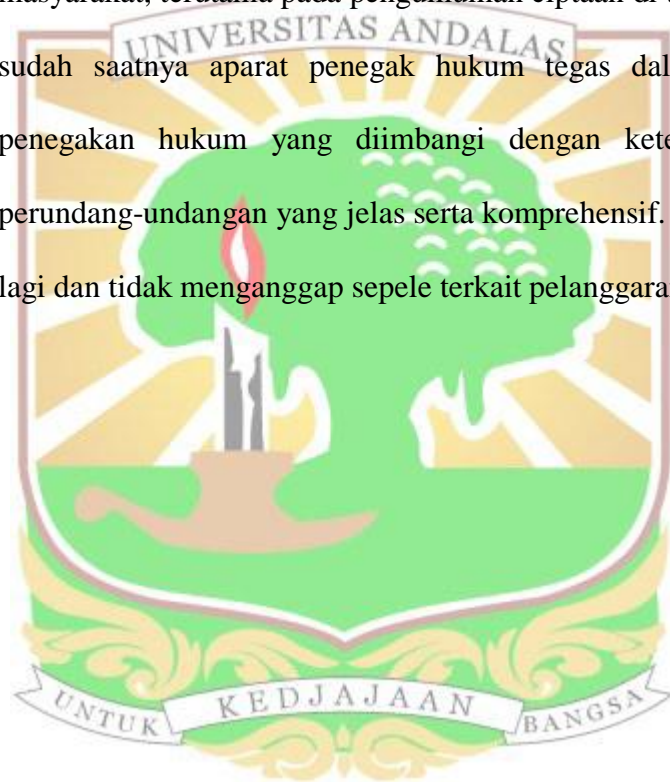 masyarakat, terutama pada pengumuman ciptaan di
UNIVERSITAS ANDALAS
sudah saatnya aparat penegak hukum tegas dal
penegakan hukum yang diimbangi dengan kete
perundang-undangan yang jelas serta komprehensif.
lagi dan tidak menganggap sepele terkait pelanggara
UNTUK KEDJAJAAN BANGSA